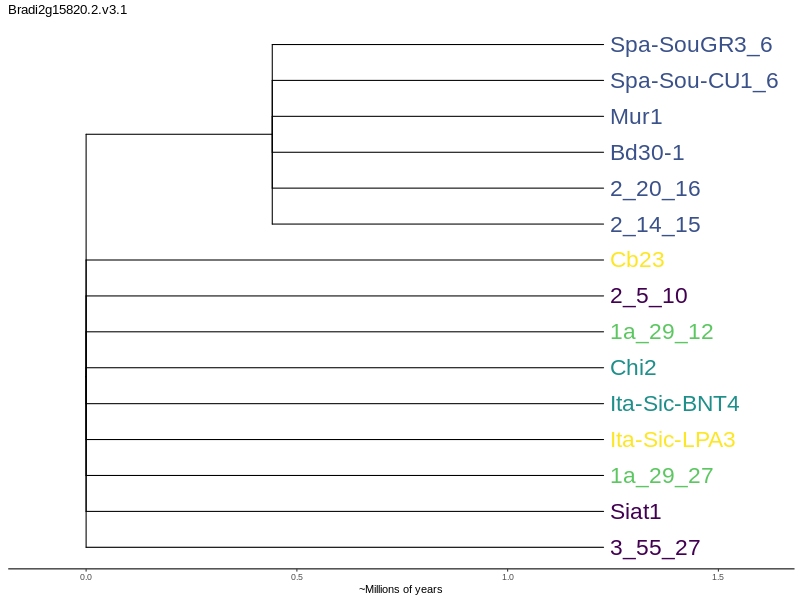 Bradi2g15820.2.v3.1
Spa-SouGR3_6
Spa-Sou-CU1_6
Mur1
Bd30-1
2_20_16
2_14_15
Cb23
2_5_10
1a_29_12
Chi2
Ita-Sic-BNT4
Ita-Sic-LPA3
1a_29_27
Siat1
3_55_27
0.0 0.5 1.0 1.5
~Millions of years